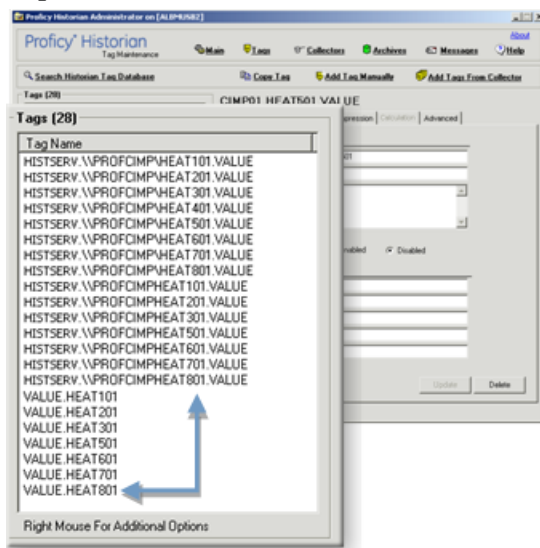 Proficy Historian Administrator on [ALBPMUSB2]
Proficy* Historian
Tag Maintenance
Main
Tags
Collectors
Archives
Messages
About
Help
Search Historian Tag Database
Copy Tag
Add Tag Manually
Add Tags From Collector
Tags (28)
CIMP01 HEAT501 VALUE
Calculation
Advanced
Disabled
Update
Delete
Tags (28)
Tag Name
HISTSERV.\\PROFCIMP\HEAT101.VALUE
HISTSERV.\\PROFCIMP\HEAT201.VALUE
HISTSERV.\\PROFCIMP\HEAT301.VALUE
HISTSERV.\\PROFCIMP\HEAT401.VALUE
HISTSERV.\\PROFCIMP\HEAT501.VALUE
HISTSERV.\\PROFCIMP\HEAT601.VALUE
HISTSERV.\\PROFCIMP\HEAT701.VALUE
HISTSERV.\\PROFCIMP\HEAT801.VALUE
HISTSERV.\\PROFCIMPHEAT101.VALUE
HISTSERV.\\PROFCIMPHEAT201.VALUE
HISTSERV.\\PROFCIMPHEAT301.VALUE
HISTSERV.\\PROFCIMPHEAT501.VALUE
HISTSERV.\\PROFCIMPHEAT601.VALUE
HISTSERV.\\PROFCIMPHEAT701.VALUE
HISTSERV.\\PROFCIMPHEAT801.VALUE
VALUE.HEAT101
VALUE.HEAT201
VALUE.HEAT301
VALUE.HEAT501
VALUE.HEAT601
VALUE.HEAT701
VALUE.HEAT801
Right Mouse For Additional Options